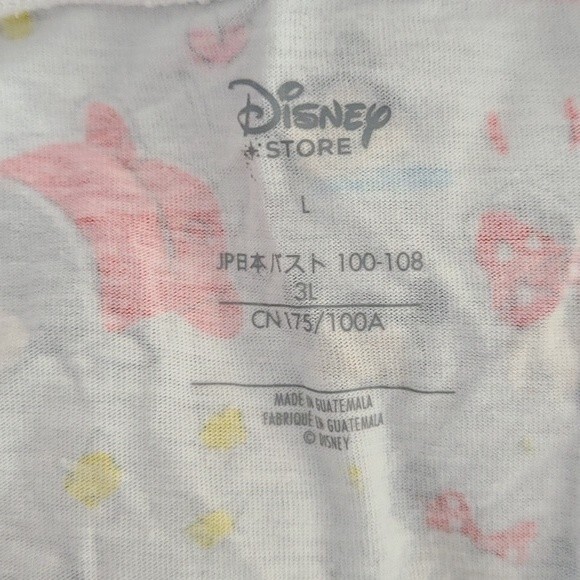 Disney
STORE
L
JP日本バスト 100-108
3L
CN175/100A
MADE IN GUATEMALA
FABRIQUÉ EN GUATEMALA
© DISNEY